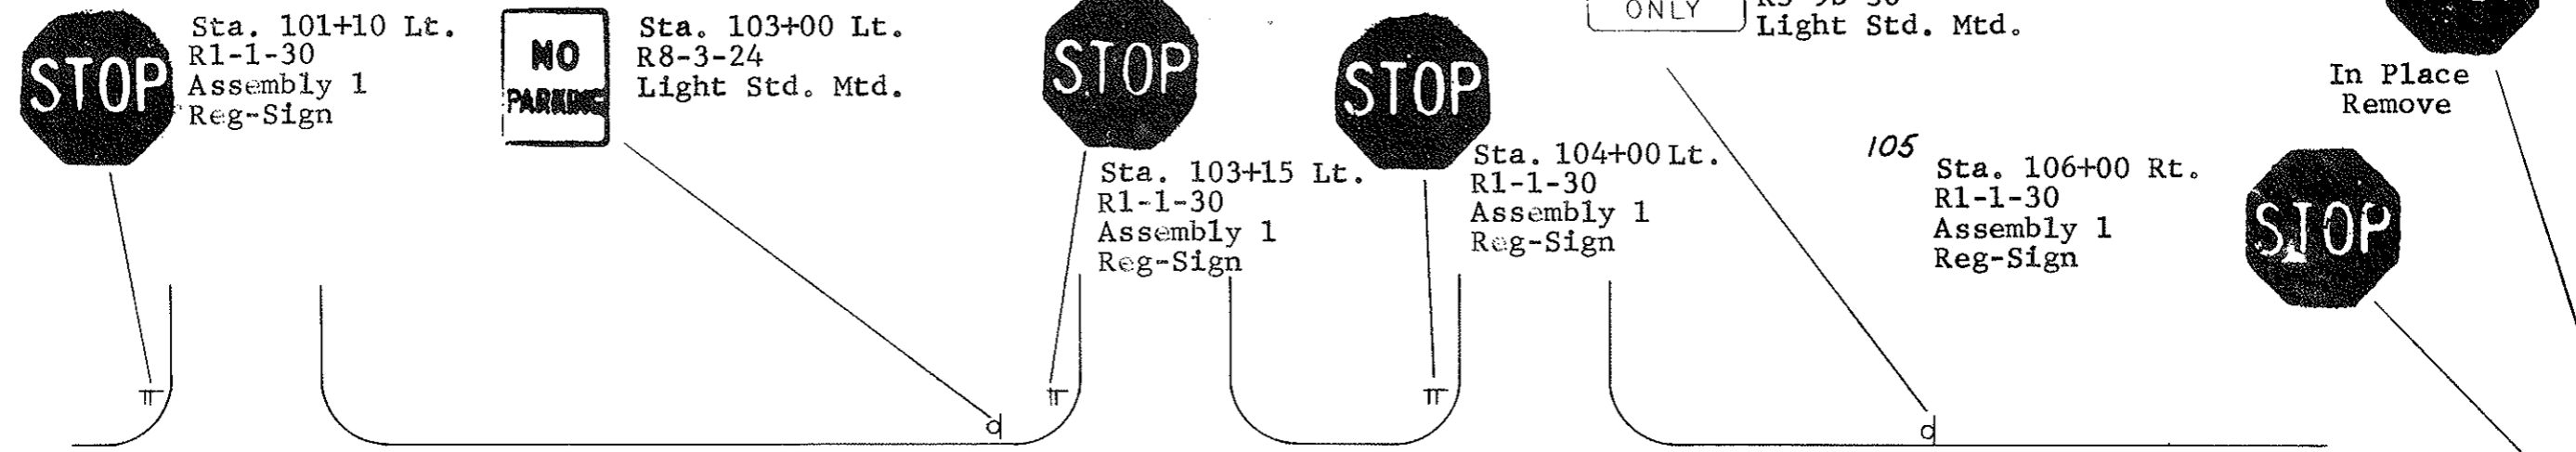 STOP
Sta. 101+10 Lt.
R1-1-30
Assembly 1
Reg-Sign
NO
PARKING
Sta. 103+00 Lt.
R8-3-24
Light Std. Mtd.
STOP
Sta. 103+15 Lt.
R1-1-30
Assembly 1
Reg-Sign
STOP
Sta. 104+00 Lt.
R1-1-30
Assembly 1
Reg-Sign
ONLY
Light Std. Mtd.
105
Sta. 106+00 Rt.
R1-1-30
Assembly 1
Reg-Sign
STOP
In Place
Remove